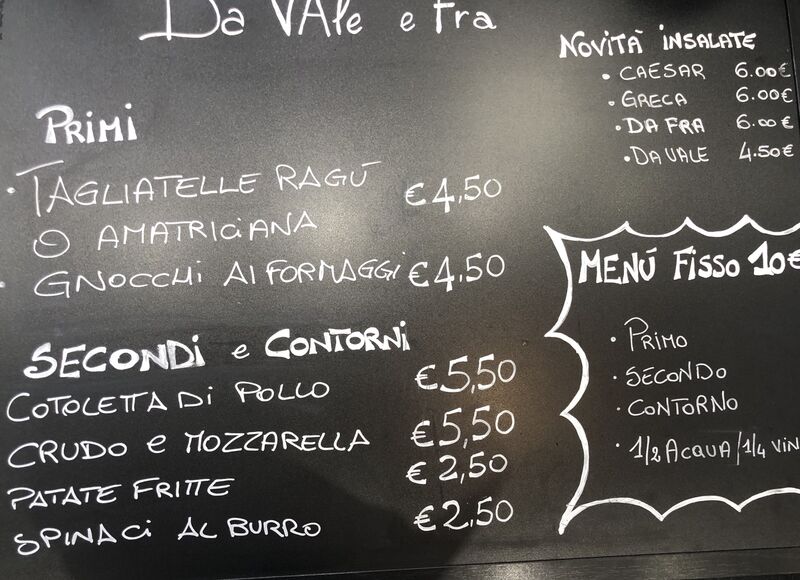 Da Vale e Fra
PRIMI
• TAGLIATELLE RAGÚ
O AMATRICIANA € 4,50
• GNOCCHI AI FORMAGGI € 4,50
SECONDI e CONTORNI
COTOLETTA DI POLLO € 5,50
CRUDO e MOZZARELLA € 5,50
PATATE FRITTE € 2,50
SPINACI AL BURRO € 2,50
NOVITÀ INSALATE
• CAESAR 6.00€
• GRECA 6.00€
• DA FRA 6.00€
• DA VALE 4.50€
MENÚ FISSO 10€
• PRIMO
• SECONDO
• CONTORNO
• 1/2 ACQUA/1/4 VIN